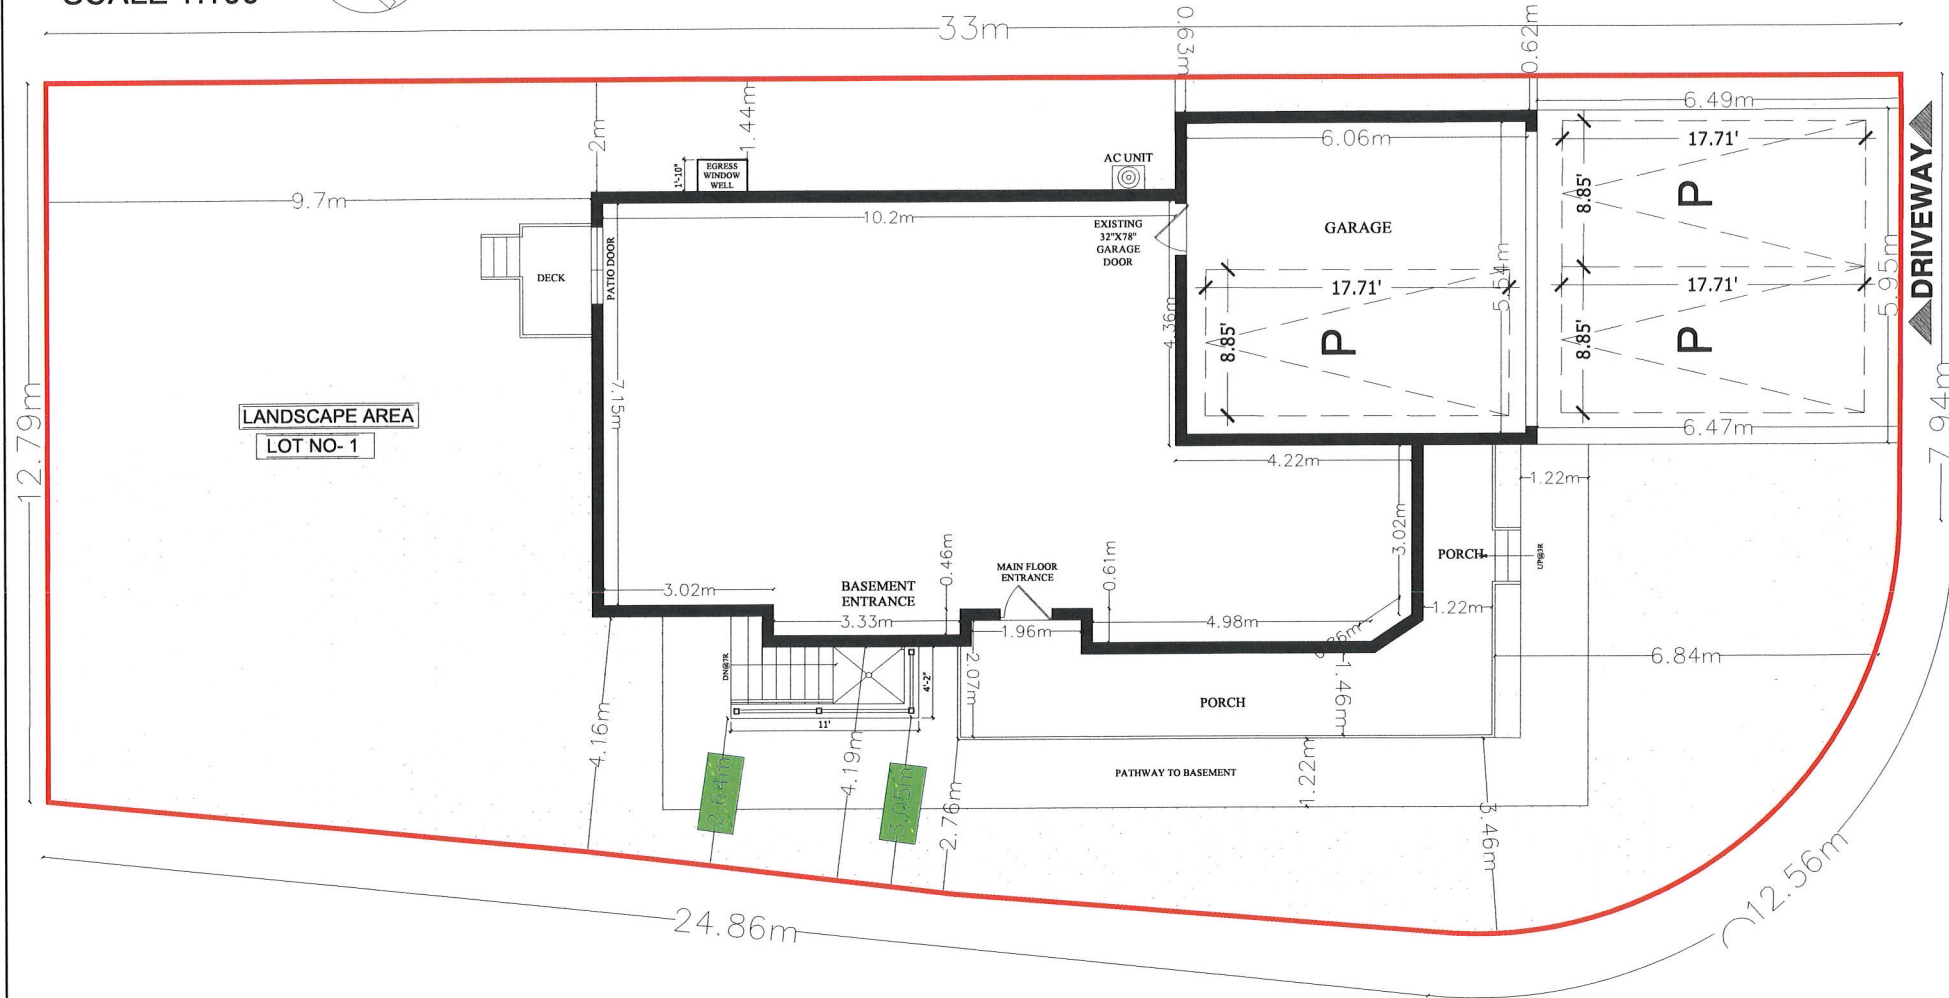 33m
0.63m
0.62m
6.49m
2m
1.44m
6.06m
17.71'
AC UNIT
EGRESS
WINDOW
WELL
1'-10"
9.7m
10.2m
8.85'
P
DRIVEWAY
EXISTING
32"X78"
GARAGE
DOOR
GARAGE
PATIO DOOR
DECK
5.54m
5.95m
17.71'
17.71'
4.36m
8.85'
P
8.85'
P
7.15m
12.79m
7.94m
LANDSCAPE AREA
LOT NO- 1
6.47m
4.22m
1.22m
3.02m
0.46m
0.61m
MAIN FLOOR
ENTRANCE
PORCH
UP@3R
BASEMENT
ENTRANCE
3.02m
3.33m
1.96m
4.98m
1.22m
6.84m
DN@7R
2.07m
1.46m
4'-2"
PORCH
11'
4.16m
4.19m
2.64m
3.05m
2.76m
PATHWAY TO BASEMENT
1.22m
3.46m
24.86m
12.56m